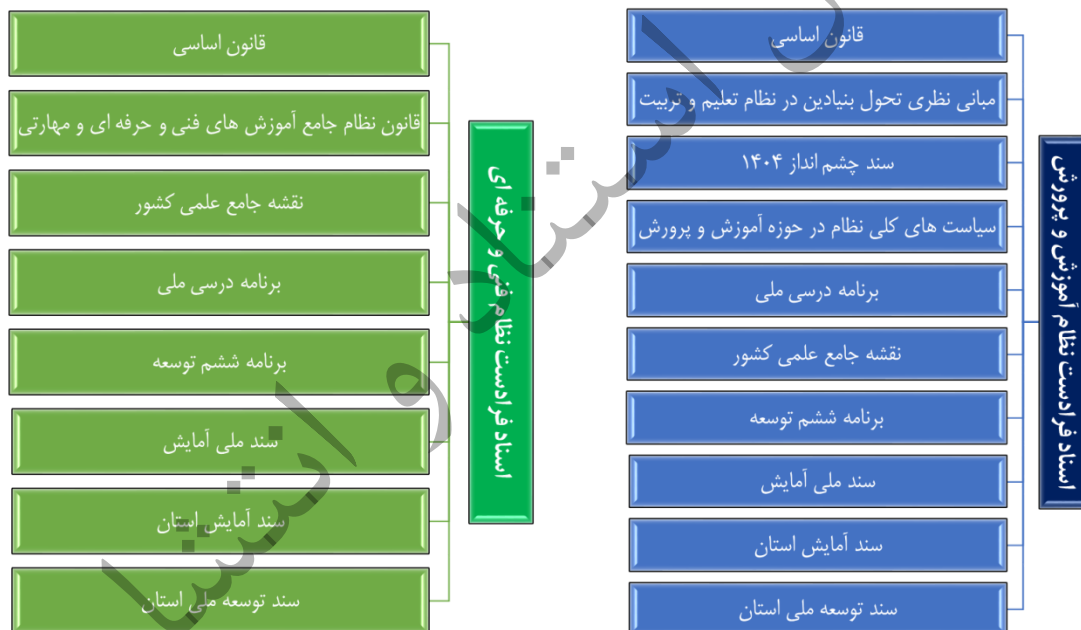 اسناد فرادست نظام آموزش و پرورش
قانون اساسی
مبانی نظری تحول بنیادین در نظام تعلیم و تربیت
سند چشم انداز ۱۴۰۴
سیاست های کلی نظام در حوزه آموزش و پرورش
برنامه درسی ملی
نقشه جامع علمی کشور
برنامه ششم توسعه
سند ملی آمایش
سند آمایش استان
سند توسعه ملی استان
اسناد فرادست نظام فنی و حرفه ای
قانون اساسی
قانون نظام جامع آموزش های فنی و حرفه ای و مهارتی
نقشه جامع علمی کشور
برنامه درسی ملی
برنامه ششم توسعه
سند ملی آمایش
سند آمایش استان
سند توسعه ملی استان